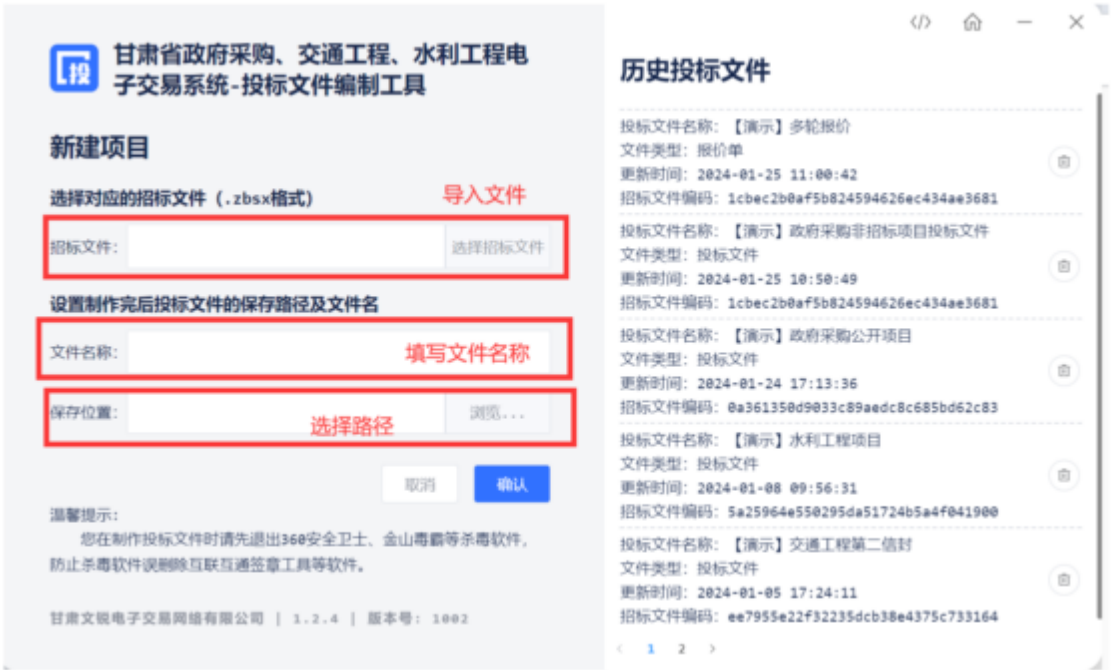 甘肃省政府采购、交通工程、水利工程电
子交易系统-投标文件编制工具
投
新建项目
选择对应的招标文件（.zbsx格式）
导入文件
招标文件：
选择招标文件
设置制作完后投标文件的保存路径及文件名
文件名称：
填写文件名称
保存位置：
选择路径
浏览...
取消
确认
温馨提示：
您在制作投标文件时请先退出360安全卫士、金山毒霸等杀毒软件，
防止杀毒软件误删除互联互通签章工具等软件。
甘肃文锐电子交易网络有限公司 | 1.2.4 | 版本号: 1002
历史投标文件
投标文件名称：【演示】多轮报价
文件类型：报价单
更新时间：2024-01-25 11:00:42
招标文件编码：1cbec2b0af5b824594626ec434ae3681
投标文件名称：【演示】政府采购非招标项目投标文件
文件类型：投标文件
更新时间：2024-01-25 10:50:49
招标文件编码：1cbec2b0af5b824594626ec434ae3681
投标文件名称：【演示】政府采购公开项目
文件类型：投标文件
更新时间：2024-01-24 17:13:36
招标文件编码：0a361350d9033c89aedc8c685bd62c83
投标文件名称：【演示】水利工程项目
文件类型：投标文件
更新时间：2024-01-08 09:56:31
招标文件编码：5a25964e550295da51724b5a4f041900
投标文件名称：【演示】交通工程第二信封
文件类型：投标文件
更新时间：2024-01-05 17:24:11
招标文件编码：ee7955e22f32235dcb38e4375c733164
< 1 2 >